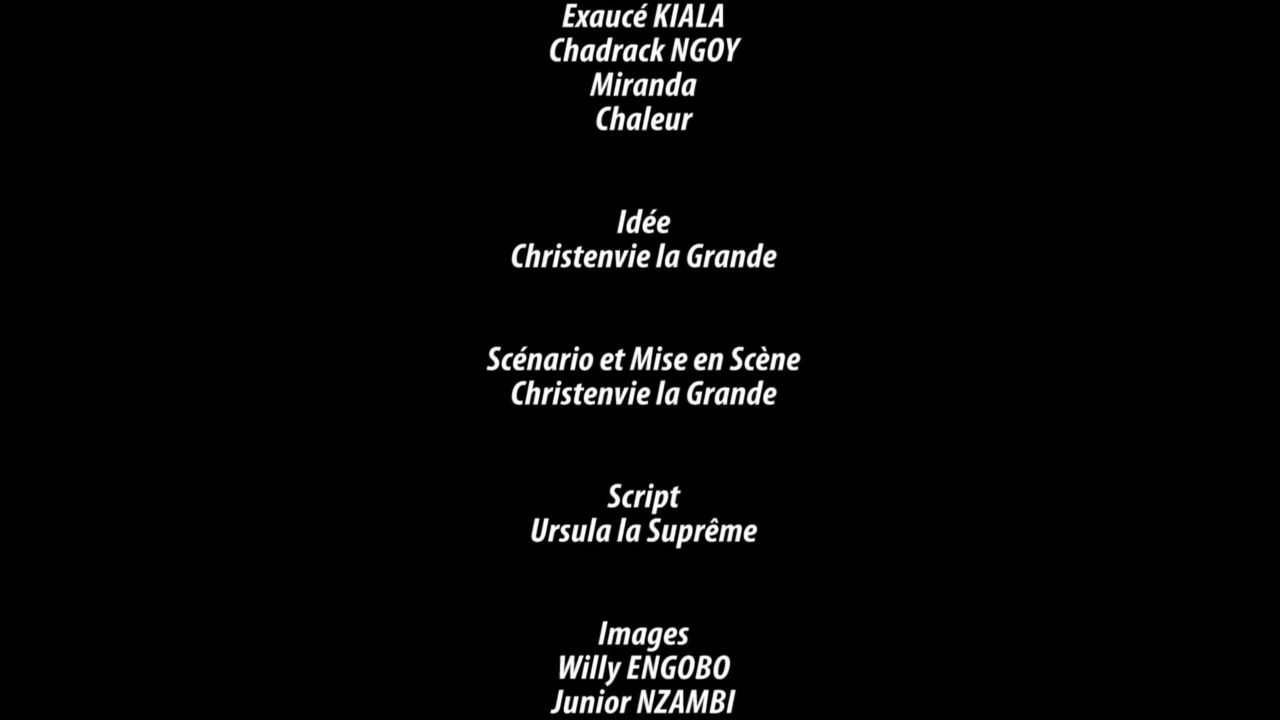 Exaucé KIALA
Chadrack NGOY
Miranda
Chaleur
Idée
Christenvie la Grande
Scénario et Mise en Scène
Christenvie la Grande
Script
Ursula la Suprême
Images
Willy ENGOBO
Junior NZAMBI